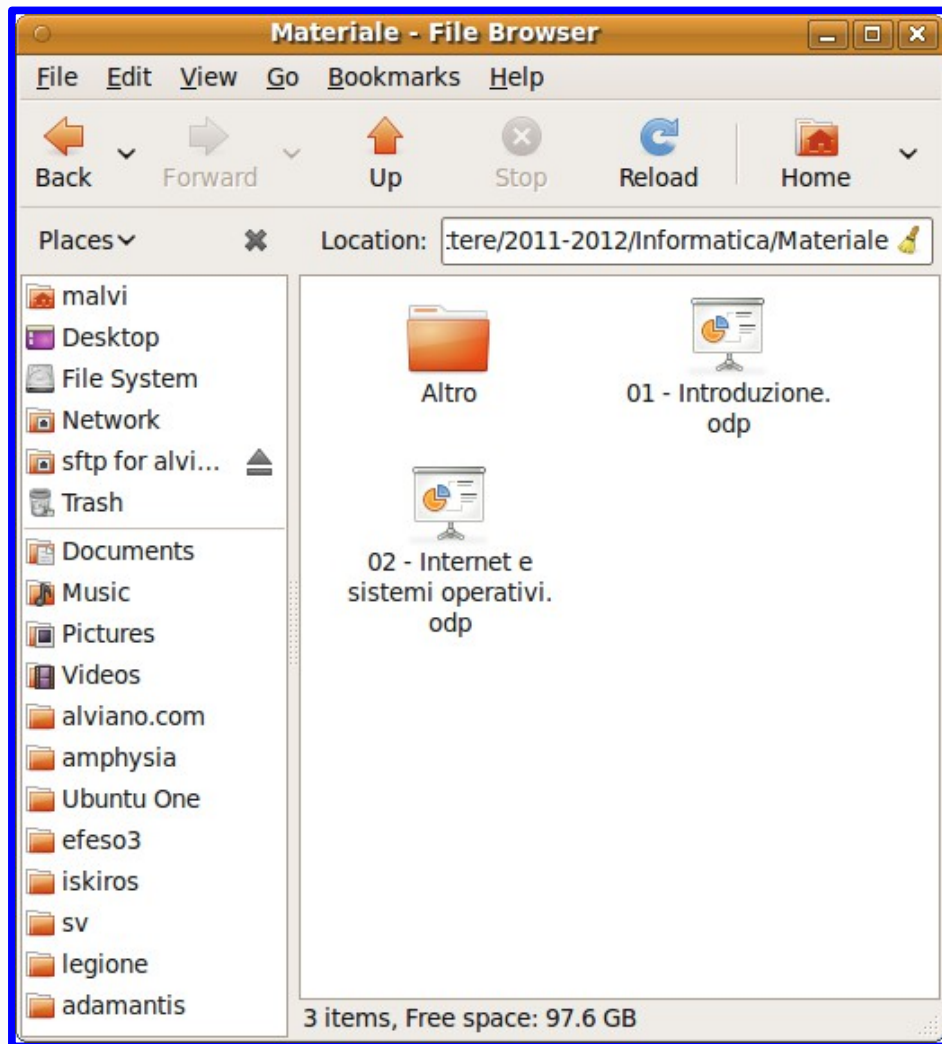 Materiale - File Browser
File Edit View Go Bookmarks Help
Back Forward Up Stop Reload Home
Places Location: :tere/2011-2012/Informatica/Materiale
malvi
Desktop
File System
Network
sftp for alvi...
Trash
Documents
Music
Pictures
Videos
alviano.com
amphysia
Ubuntu One
efeso3
iskiros
sv
legione
adamantis
Altro
01 - Introduzione.
odp
02 - Internet e
sistemi operativi.
odp
3 items, Free space: 97.6 GB